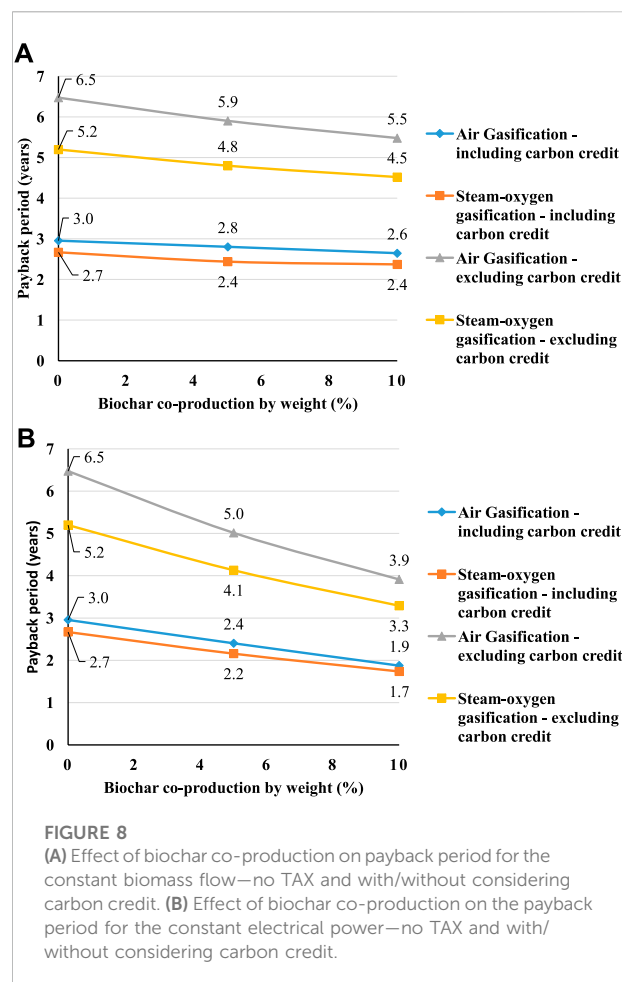 A
Payback period (years)
7
6
5
4
3
2
1
0
6.5
5.9
5.5
5.2
4.8
4.5
3.0
2.8
2.6
2.7
2.4
2.4
0
2
4
6
8
10
Biochar co-production by weight (%)
Air Gasification -
including carbon credit
Steam-oxygen
gasification - including
carbon credit
Air Gasification -
excluding carbon credit
Steam-oxygen
gasification - excluding
carbon credit
B
Payback period (years)
7
6
5
4
3
2
1
0
6.5
5.0
3.9
5.2
4.1
3.3
3.0
2.4
1.9
2.7
2.2
1.7
0
2
4
6
8
10
Biochar co-production by weight (%)
Air Gasification -
including carbon credit
Steam-oxygen
gasification - including
carbon credit
Air Gasification -
excluding carbon credit
Steam-oxygen
gasification - excluding
carbon credit
FIGURE 8
(A) Effect of biochar co-production on payback period for the
constant biomass flow—no TAX and with/without considering
carbon credit. (B) Effect of biochar co-production on the payback
period for the constant electrical power—no TAX and with/
without considering carbon credit.